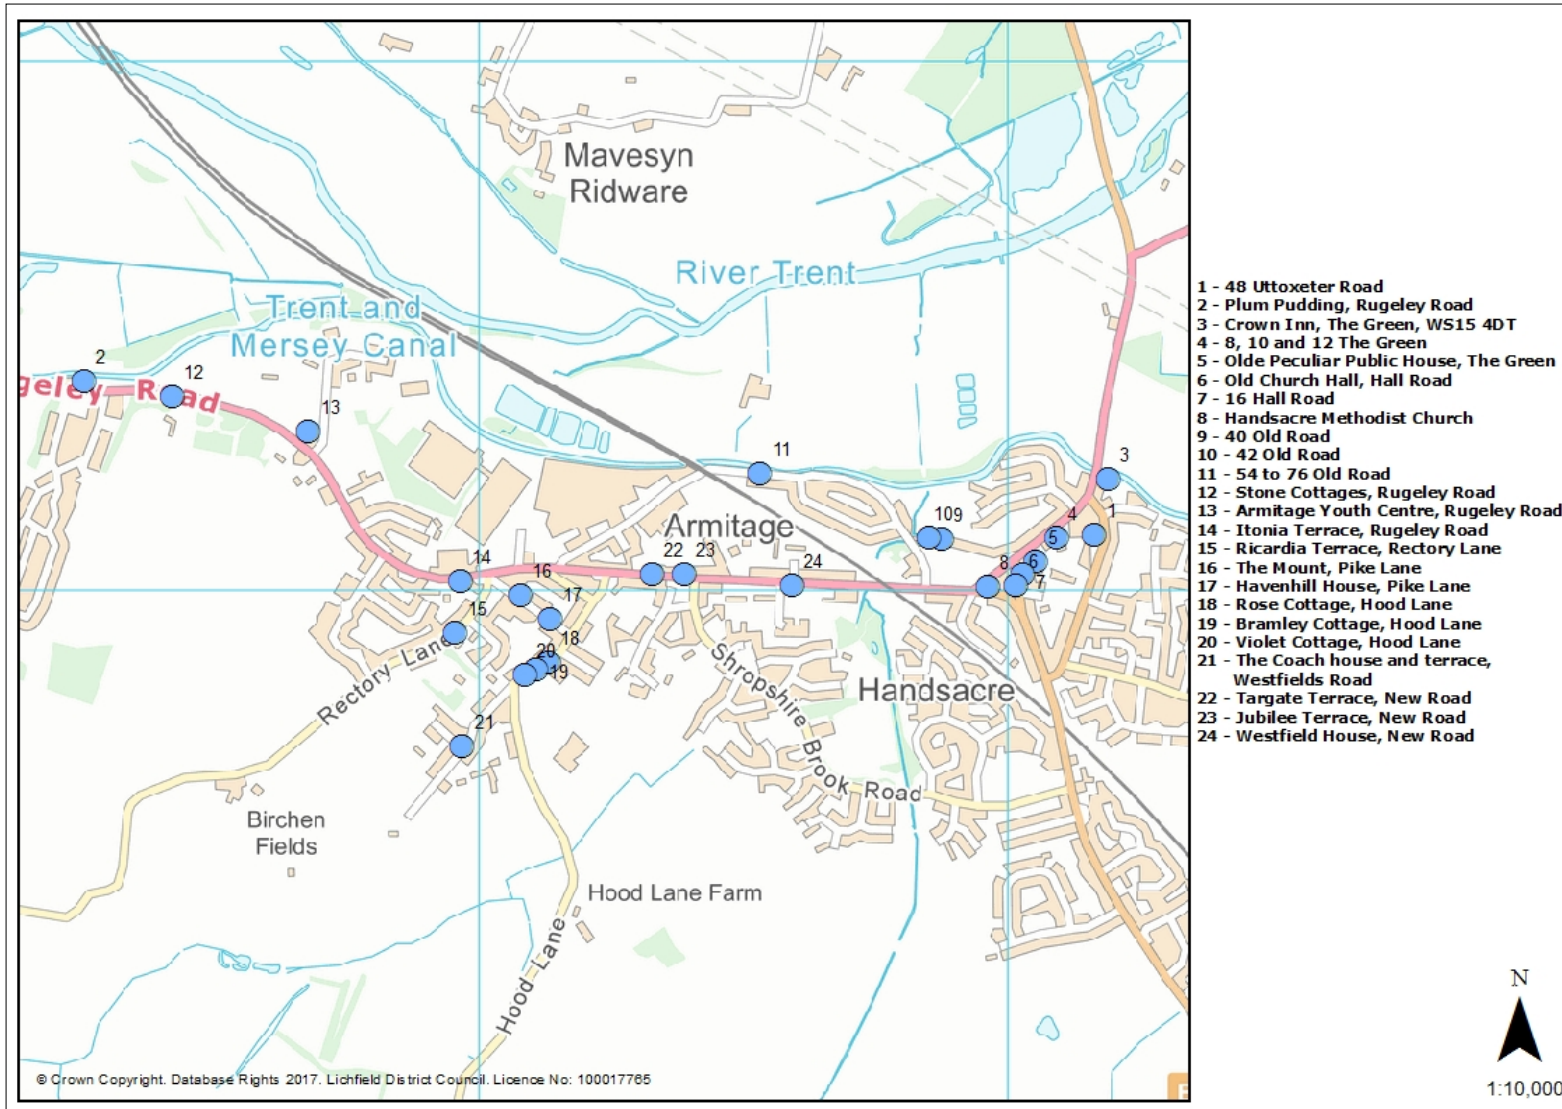 Mavesyn
Ridware
River Trent
Trent and
Mersey Canal
2
12
geley Road
13
11
3
109
4
1
5
Armitage
22
23
24
8
6
7
14
16
17
15
18
20
19
Rectory Lane
21
Shropshire Brook Road
Handsacre
Birchen
Fields
Hood Lane Farm
Hood Lane
© Crown Copyright. Database Rights 2017. Lichfield District Council. Licence No: 100017765
1 - 48 Uttoxeter Road
2 - Plum Pudding, Rugeley Road
3 - Crown Inn, The Green, WS15 4DT
4 - 8, 10 and 12 The Green
5 - Olde Peculiar Public House, The Green
6 - Old Church Hall, Hall Road
7 - 16 Hall Road
8 - Handsacre Methodist Church
9 - 40 Old Road
10 - 42 Old Road
11 - 54 to 76 Old Road
12 - Stone Cottages, Rugeley Road
13 - Armitage Youth Centre, Rugeley Road
14 - Itonia Terrace, Rugeley Road
15 - Ricardia Terrace, Rectory Lane
16 - The Mount, Pike Lane
17 - Havenhill House, Pike Lane
18 - Rose Cottage, Hood Lane
19 - Bramley Cottage, Hood Lane
20 - Violet Cottage, Hood Lane
21 - The Coach house and terrace,
Westfields Road
22 - Targate Terrace, New Road
23 - Jubilee Terrace, New Road
24 - Westfield House, New Road
N
1:10,000